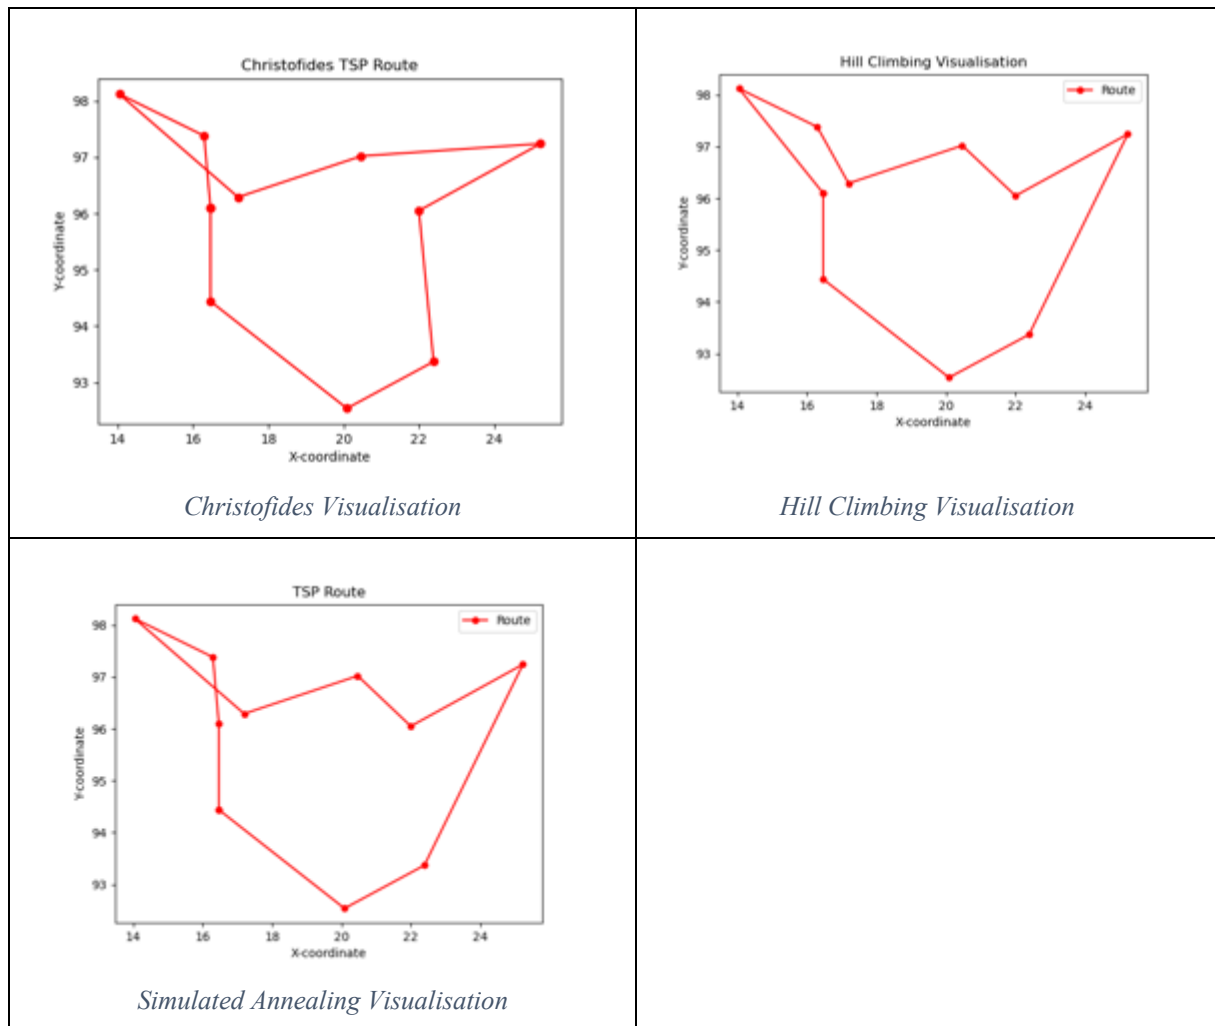 Christofides TSP Route
98
97
96
95
94
93
Y-coordinate
14 16 18 20 22 24
X-coordinate
Christofides Visualisation
Hill Climbing Visualisation
Route
98
97
96
95
94
93
Y-coordinate
14 16 18 20 22 24
X-coordinate
Hill Climbing Visualisation
TSP Route
Route
98
97
96
95
94
93
Y-coordinate
14 16 18 20 22 24
X-coordinate
Simulated Annealing Visualisation